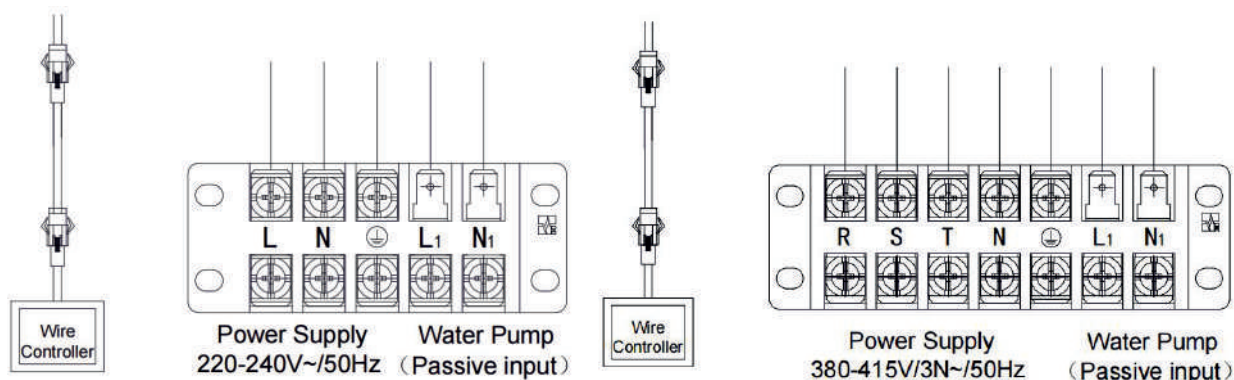 L N L1 N1
Wire
Controller
Power Supply
220-240V~/50Hz
Water Pump
（Passive input）
R S T N L1 N1
Wire
Controller
Power Supply
380-415V/3N~/50Hz
Water Pump
（Passive input）